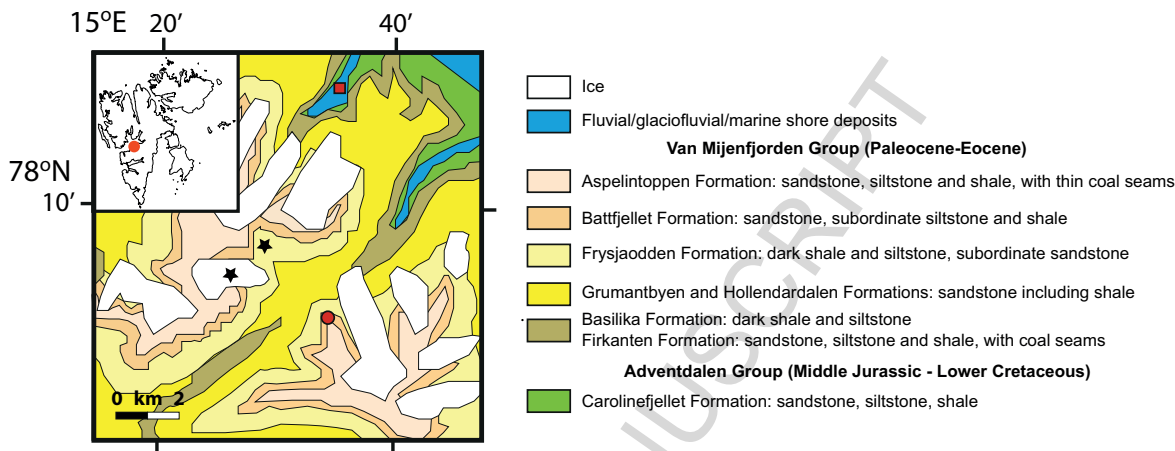 15°E 20’ 40’
78°N
10’
0 km 2
Ice
Fluvial/glaciofluvial/marine shore deposits
Van Mijenfjorden Group (Paleocene-Eocene)
Aspelintoppen Formation: sandstone, siltstone and shale, with thin coal seams
Battfjellet Formation: sandstone, subordinate siltstone and shale
Frysjaodden Formation: dark shale and siltstone, subordinate sandstone
Grumantbyen and Hollendardalen Formations: sandstone including shale
Basilika Formation: dark shale and siltstone
Firkanten Formation: sandstone, siltstone and shale, with coal seams
Adventdalen Group (Middle Jurassic - Lower Cretaceous)
Carolinefjellet Formation: sandstone, siltstone, shale
USCRIPT